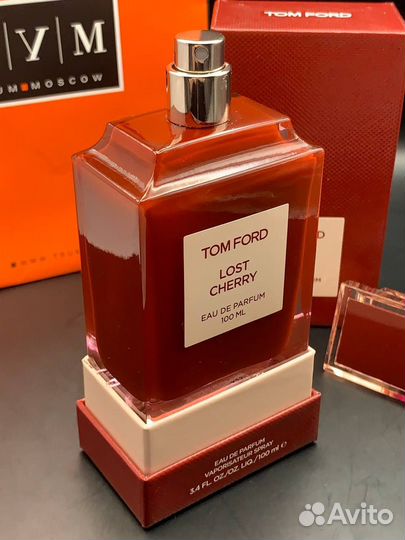 VM
MOSCOW
TOM FORD
TOM FORD
LOST
CHERRY
EAU DE PARFUM
100 ML
EAU DE PARFUM
VAPORISATEUR SPRAY
3.4 FL. OZ./OZ. LIQ./100 ml ℮
Avito